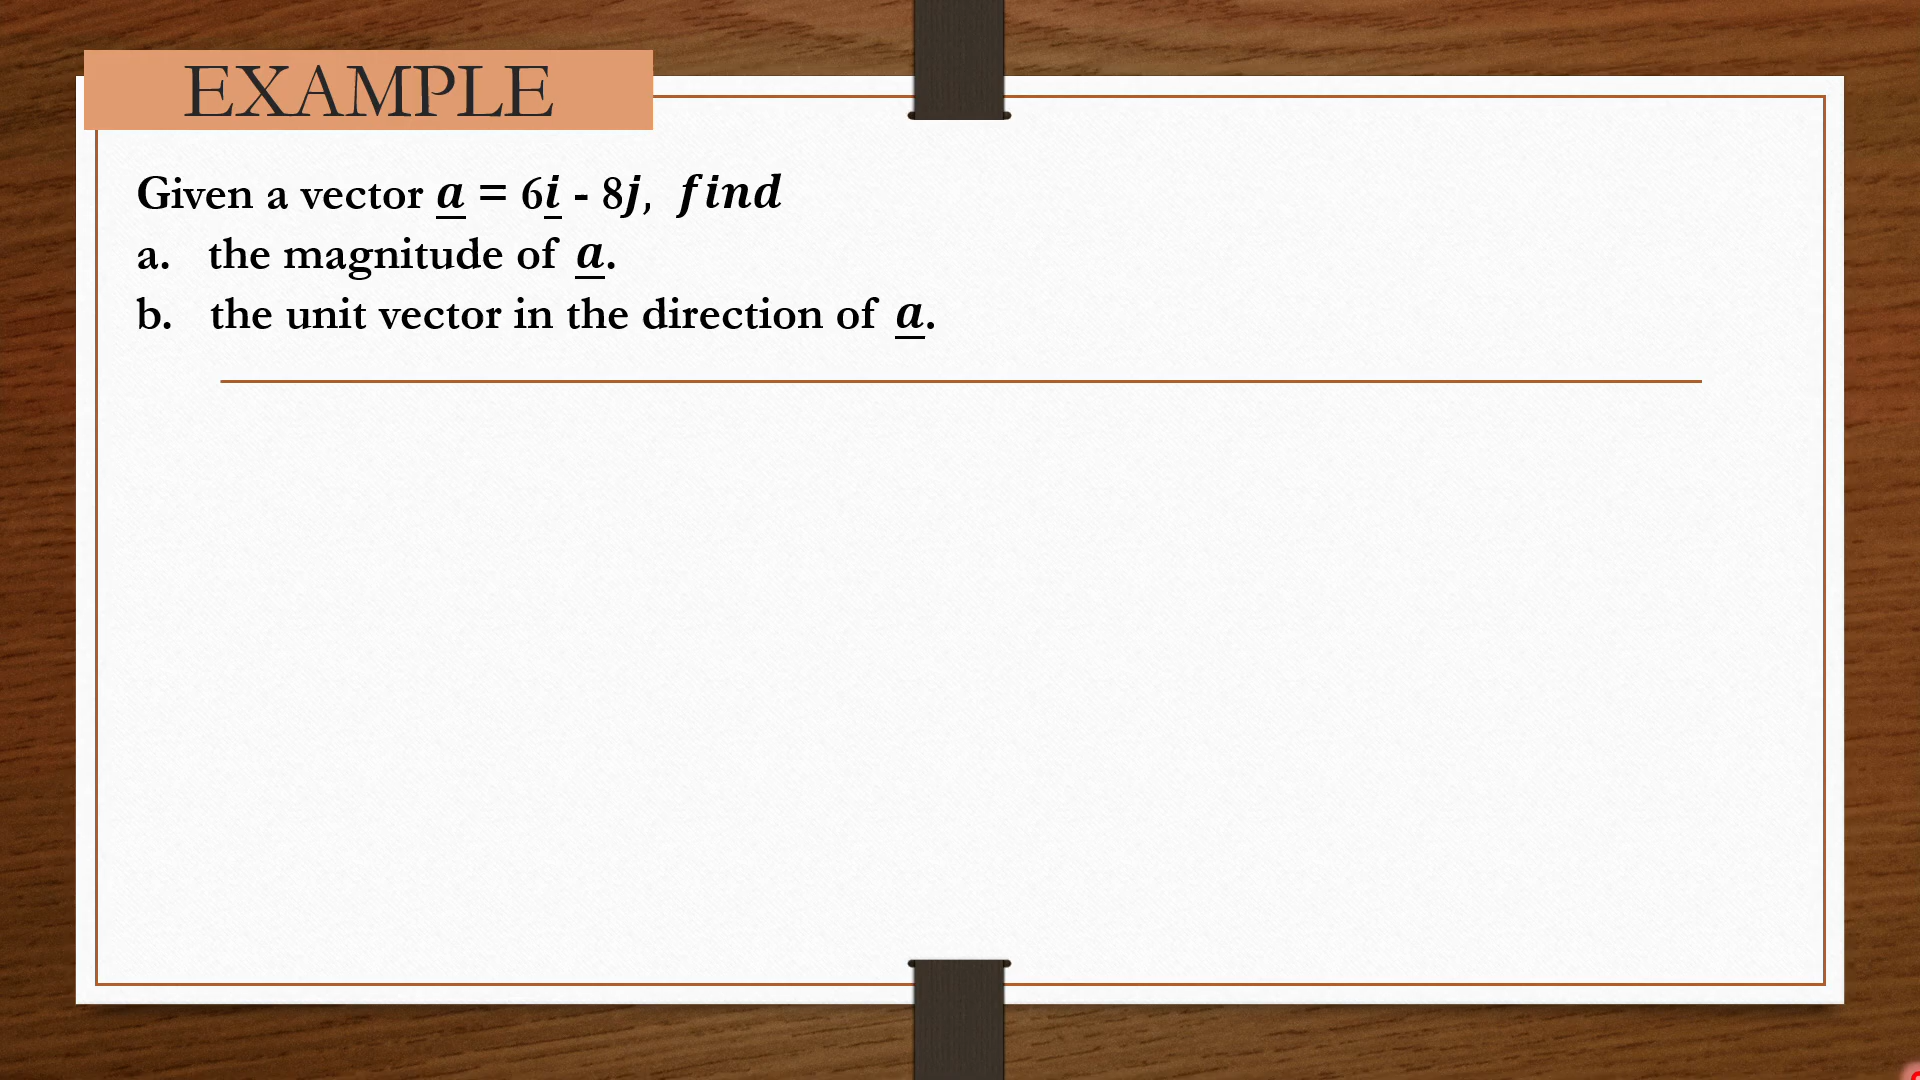 EXAMPLE
Given a vector a = 6i - 8j, find
a. the magnitude of a.
b. the unit vector in the direction of a.